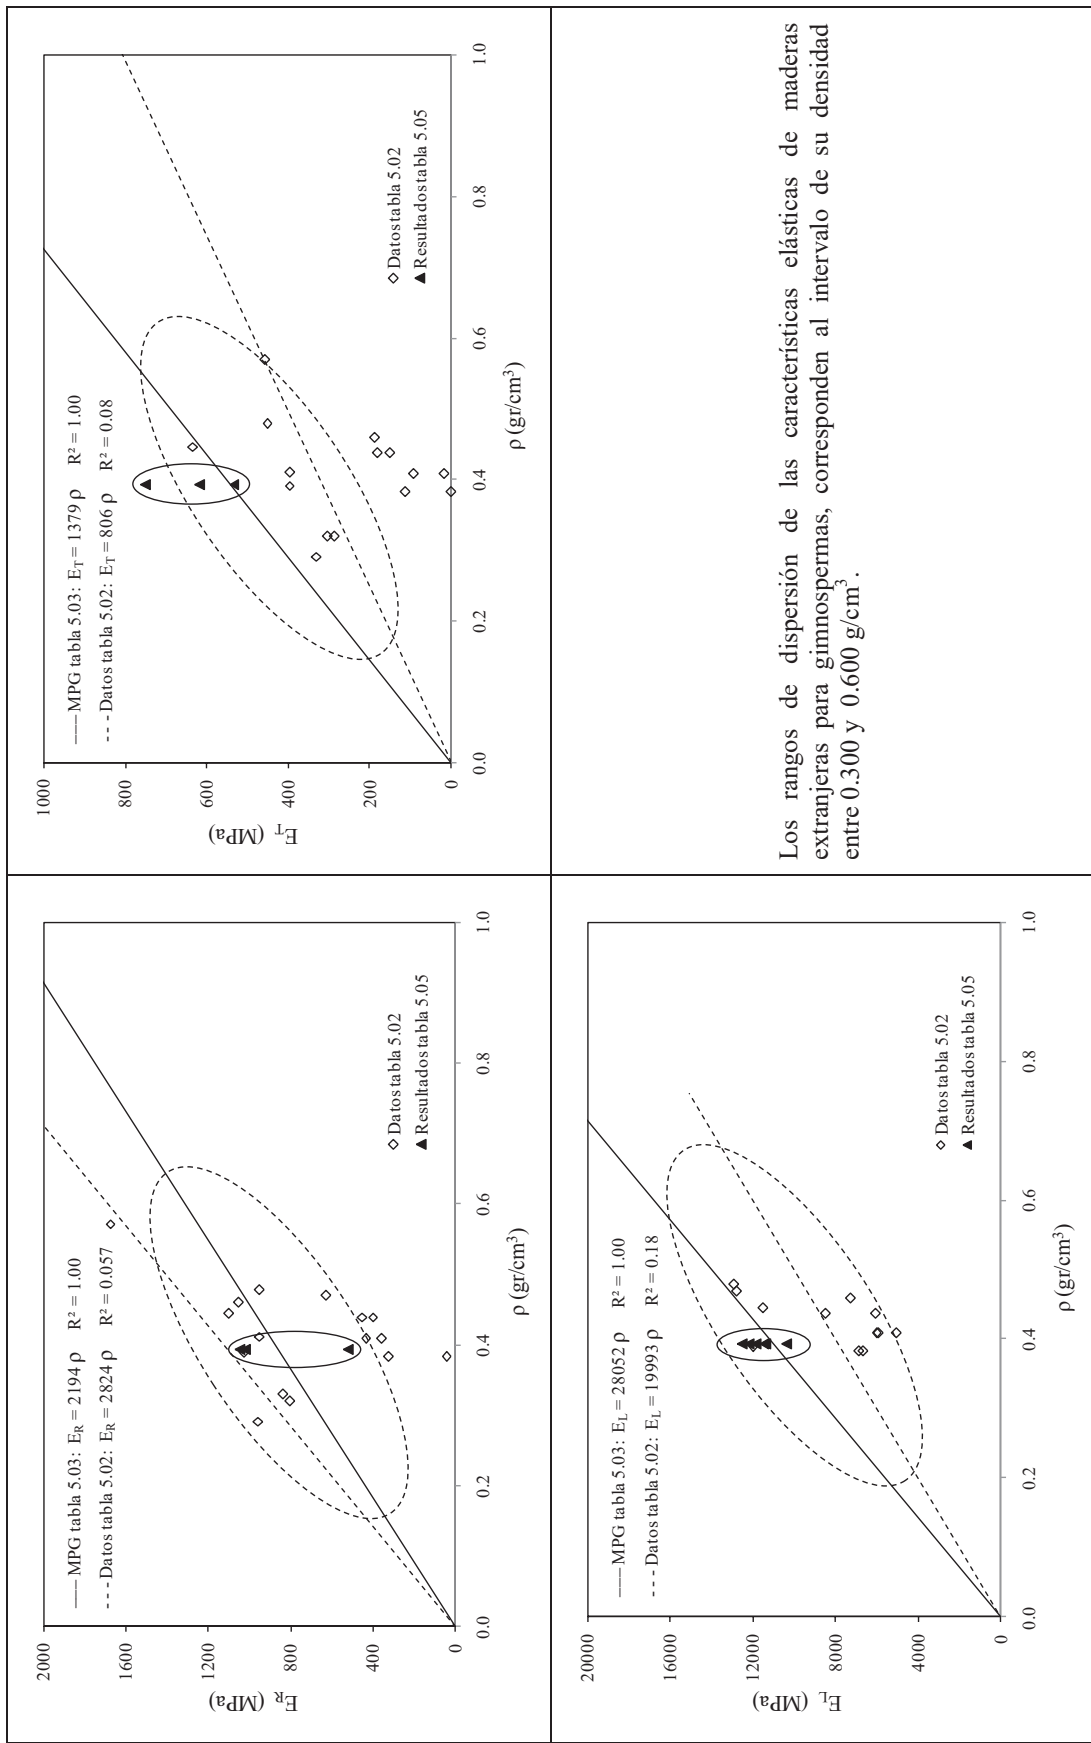 2000
1600
1200
800
400
0
E_R (MPa)
—— MPG tabla 5.03: E_R = 2194 ρ R² = 1.00
- - - Datos tabla 5.02: E_R = 2824 ρ R² = 0.057
◇ Datos tabla 5.02
▲ Resultados tabla 5.05
0.0 0.2 0.4 0.6 0.8 1.0
ρ (gr/cm³)
1000
800
600
400
200
0
E_T (MPa)
—— MPG tabla 5.03: E_T = 1379 ρ R² = 1.00
- - - Datos tabla 5.02: E_T = 806 ρ R² = 0.08
◇ Datos tabla 5.02
▲ Resultados tabla 5.05
0.0 0.2 0.4 0.6 0.8 1.0
ρ (gr/cm³)
20000
16000
12000
8000
4000
0
E_L (MPa)
—— MPG tabla 5.03: E_L = 28052 ρ R² = 1.00
- - - Datos tabla 5.02: E_L = 19993 ρ R² = 0.18
◇ Datos tabla 5.02
▲ Resultados tabla 5.05
0.0 0.2 0.4 0.6 0.8 1.0
ρ (gr/cm³)
Los rangos de dispersión de las características elásticas de maderas
extranjeras para gimnospermas, corresponden al intervalo de su densidad
entre 0.300 y 0.600 g/cm³.